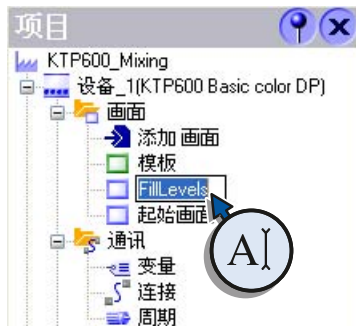 项目
KTP600_Mixing
设备_1(KTP600 Basic color DP)
画面
添加 画面
模板
FillLevels
起始画面
A
通讯
变量
连接
周期